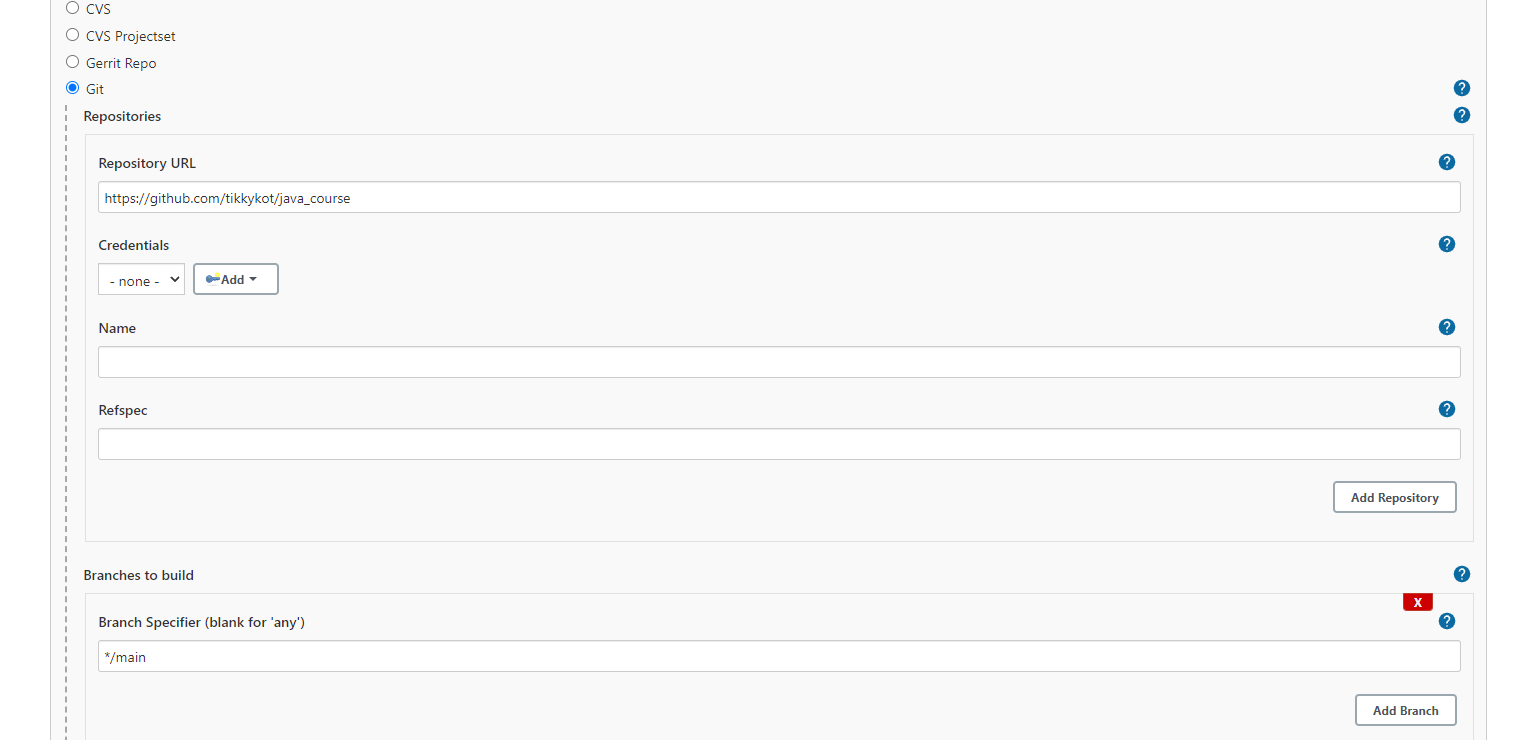 CVS
CVS Projectset
Gerrit Repo
Git
?
Repositories
?
Repository URL
?
https://github.com/tikkykot/java_course
Credentials
?
- none -
Add
Name
?
Refspec
?
Add Repository
Branches to build
?
X
Branch Specifier (blank for 'any')
?
*/main
Add Branch